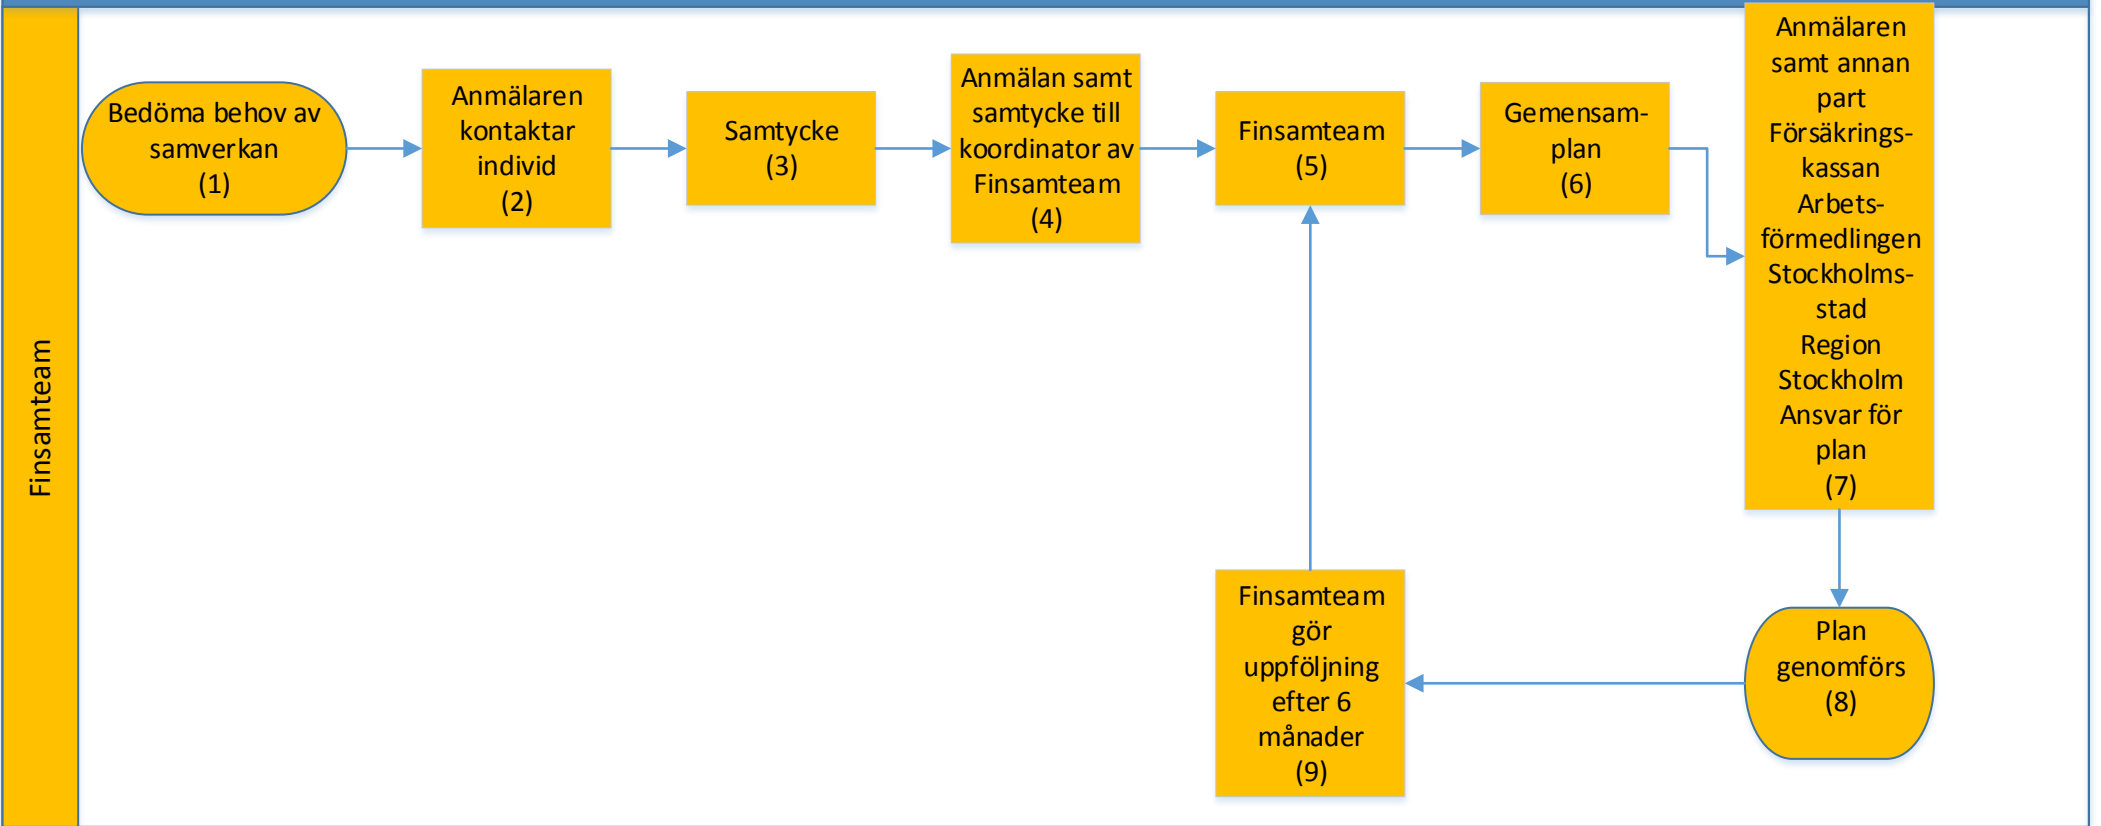 Finsamteam
Bedöma behov av
samverkan
(1)
Anmälaren
kontaktar
individ
(2)
Samtycke
(3)
Anmälan samt
samtycke till
koordinator av
Finsamteam
(4)
Finsamteam
(5)
Gemensam-
plan
(6)
Anmälaren
samt annan
part
Försäkrings-
kassan
Arbets-
förmedlingen
Stockholms-
stad
Region
Stockholm
Ansvar för
plan
(7)
Plan
genomförs
(8)
Finsamteam
gör
uppföljning
efter 6
månader
(9)